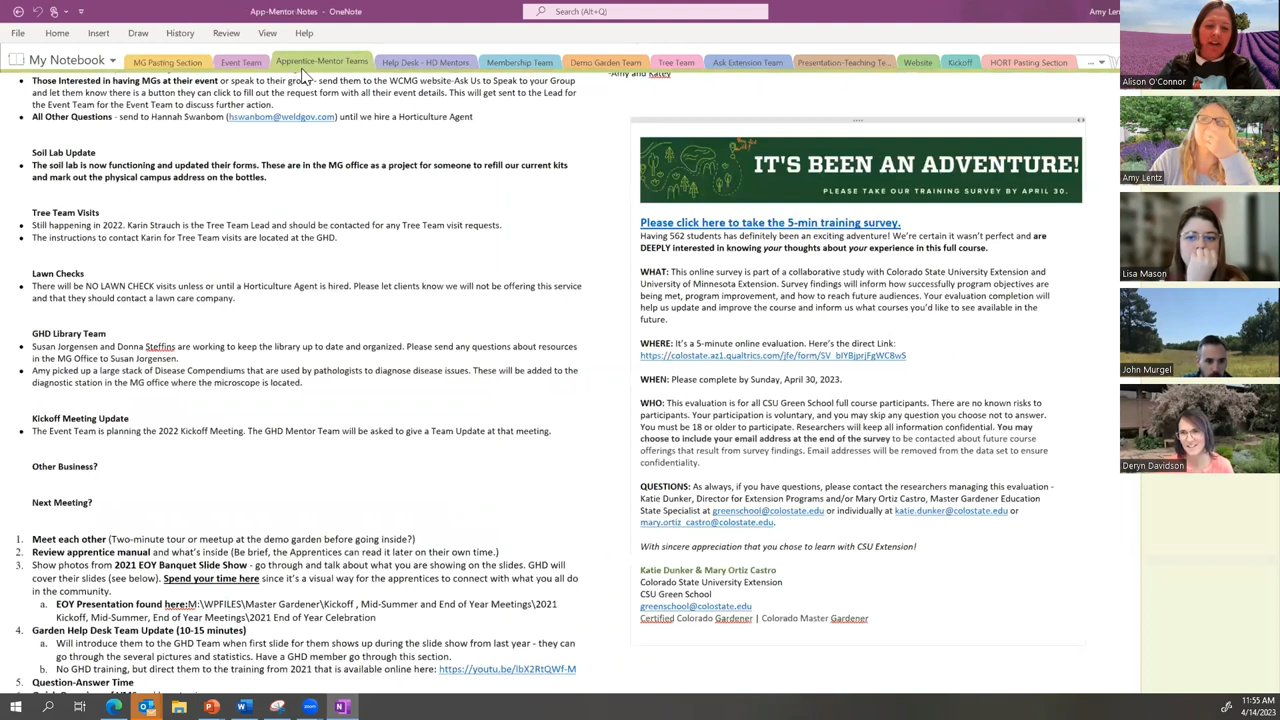 App-Mentor Notes - OneNote
Search (Alt+Q)
Amy Len
File Home Insert Draw History Review View Help
My Notebook
MG Pasting Section Event Team Apprentice-Mentor Teams Help Desk - HD Mentors Membership Team Demo Garden Team Tree Team Ask Extension Team Presentation-Teaching Te... Website Kickoff HORT Pasting Section ...
Those Interested in having MGs at their event or speak to their group - send them to the WCMG website-Ask Us to Speak to your Group
and let them know there is a button they can click to fill out the request form with all their event details. This will get sent to the Lead for
the Event Team for the Event Team to discuss further action.
All Other Questions - send to Hannah Swanbom (hswanbom@weldgov.com) until we hire a Horticulture Agent
Soil Lab Update
The soil lab is now functioning and updated their forms. These are in the MG office as a project for someone to refill our current kits
and mark out the physical campus address on the bottles.
Tree Team Visits
Still happening in 2022. Karin Strauch is the Tree Team Lead and should be contacted for any Tree Team visit requests.
The instructions to contact Karin for Tree Team visits are located at the GHD.
Lawn Checks
There will be NO LAWN CHECK visits unless or until a Horticulture Agent is hired. Please let clients know we will not be offering this service
and that they should contact a lawn care company.
GHD Library Team
Susan Jorgensen and Donna Steffins are working to keep the library up to date and organized. Please send any questions about resources
in the MG Office to Susan Jorgensen.
Amy picked up a large stack of Disease Compendiums that are used by pathologists to diagnose disease issues. These will be added to the
diagnostic station in the MG office where the microscope is located.
Kickoff Meeting Update
The Event Team is planning the 2022 Kickoff Meeting. The GHD Mentor Team will be asked to give a Team Update at that meeting.
Other Business?
Next Meeting?
1. Meet each other (Two-minute tour or meetup at the demo garden before going inside?)
2. Review apprentice manual and what's inside (Be brief, the Apprentices can read it later on their own time.)
3. Show photos from 2021 EOY Banquet Slide Show - go through and talk about what you are showing on the slides. GHD will
cover their slides (see below). Spend your time here since it's a visual way for the apprentices to connect with what you all do
in the community.
a. EOY Presentation found here:M:\WPFILES\Master Gardener\Kickoff , Mid-Summer and End of Year Meetings\2021
Kickoff, Mid-Summer, End of Year Meetings\2021 End of Year Celebration
4. Garden Help Desk Team Update (10-15 minutes)
a. Will introduce them to the GHD Team when first slide for them shows up during the slide show from last year - they can
go through the several pictures and statistics. Have a GHD member go through this section.
b. No GHD training, but direct them to the training from 2021 that is available online here: https://youtu.be/lbX2RtQWf-M
5. Question-Answer Time
-Amy and Katey
IT'S BEEN AN ADVENTURE!
PLEASE TAKE OUR TRAINING SURVEY BY APRIL 30.
Please click here to take the 5-min training survey.
Having 562 students has definitely been an exciting adventure! We're certain it wasn't perfect and are
DEEPLY interested in knowing your thoughts about your experience in this full course.
WHAT: This online survey is part of a collaborative study with Colorado State University Extension and
University of Minnesota Extension. Survey findings will inform how successfully program objectives are
being met, program improvement, and how to reach future audiences. Your evaluation completion will
help us update and improve the course and inform us what courses you'd like to see available in the
future.
WHERE: It's a 5-minute online evaluation. Here's the direct Link:
https://colostate.az1.qualtrics.com/jfe/form/SV_bIYBjprjFgWC8wS
WHEN: Please complete by Sunday, April 30, 2023.
WHO: This evaluation is for all CSU Green School full course participants. There are no known risks to
participants. Your participation is voluntary, and you may skip any question you choose not to answer.
You must be 18 or older to participate. Researchers will keep all information confidential. You may
choose to include your email address at the end of the survey to be contacted about future course
offerings that result from survey findings. Email addresses will be removed from the data set to ensure
confidentiality.
QUESTIONS: As always, if you have questions, please contact the researchers managing this evaluation -
Katie Dunker, Director for Extension Programs and/or Mary Ortiz Castro, Master Gardener Education
State Specialist at greenschool@colostate.edu or individually at katie.dunker@colostate.edu or
mary.ortiz_castro@colostate.edu.
With sincere appreciation that you chose to learn with CSU Extension!
Katie Dunker & Mary Ortiz Castro
Colorado State University Extension
CSU Green School
greenschool@colostate.edu
Certified Colorado Gardener | Colorado Master Gardener
Alison O'Connor
Amy Lentz
Lisa Mason
John Murgel
Deryn Davidson
11:55 AM
4/14/2023